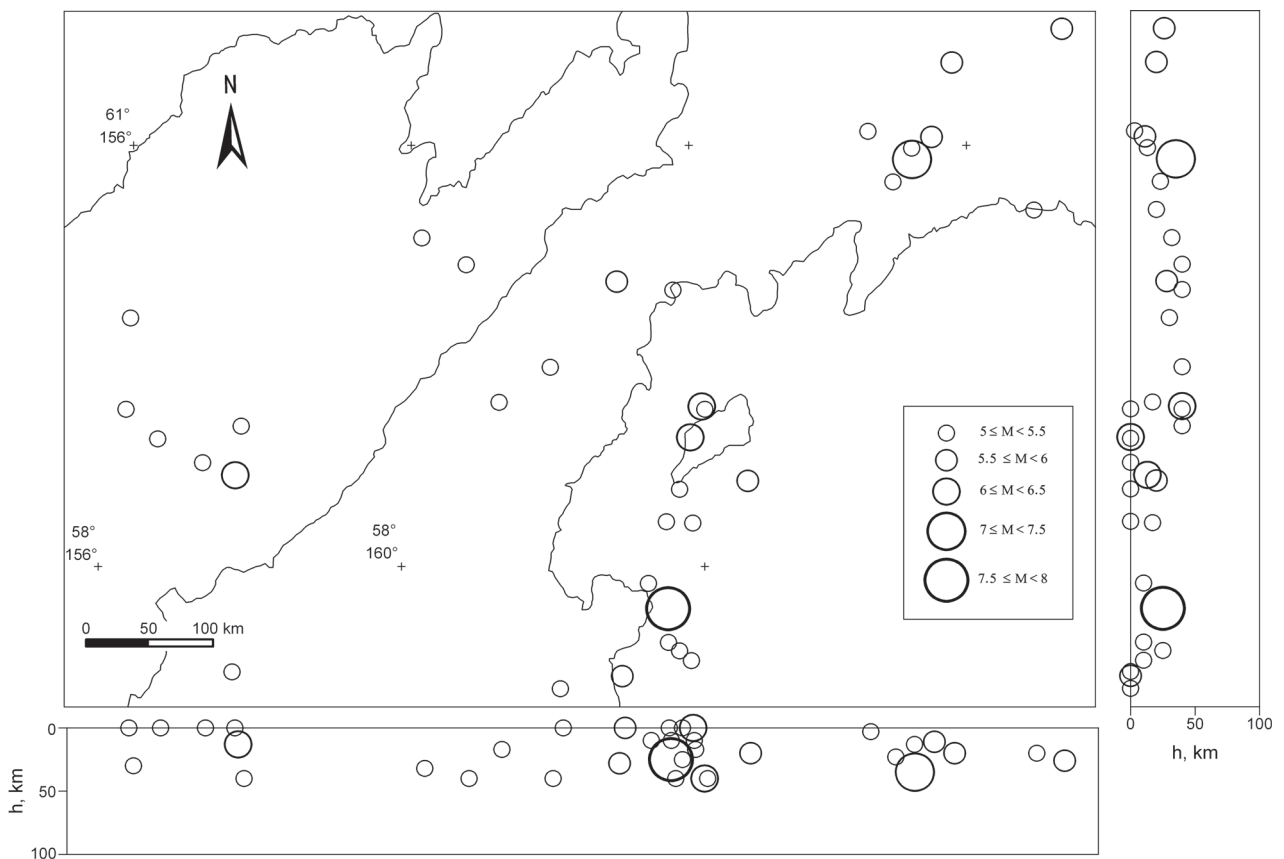 N
61°
156°
58°
156°
58°
160°
0 50 100 km
5 ≤ M < 5.5
5.5 ≤ M < 6
6 ≤ M < 6.5
7 ≤ M < 7.5
7.5 ≤ M < 8
0 50 100
h, km
0
50
100
h, km